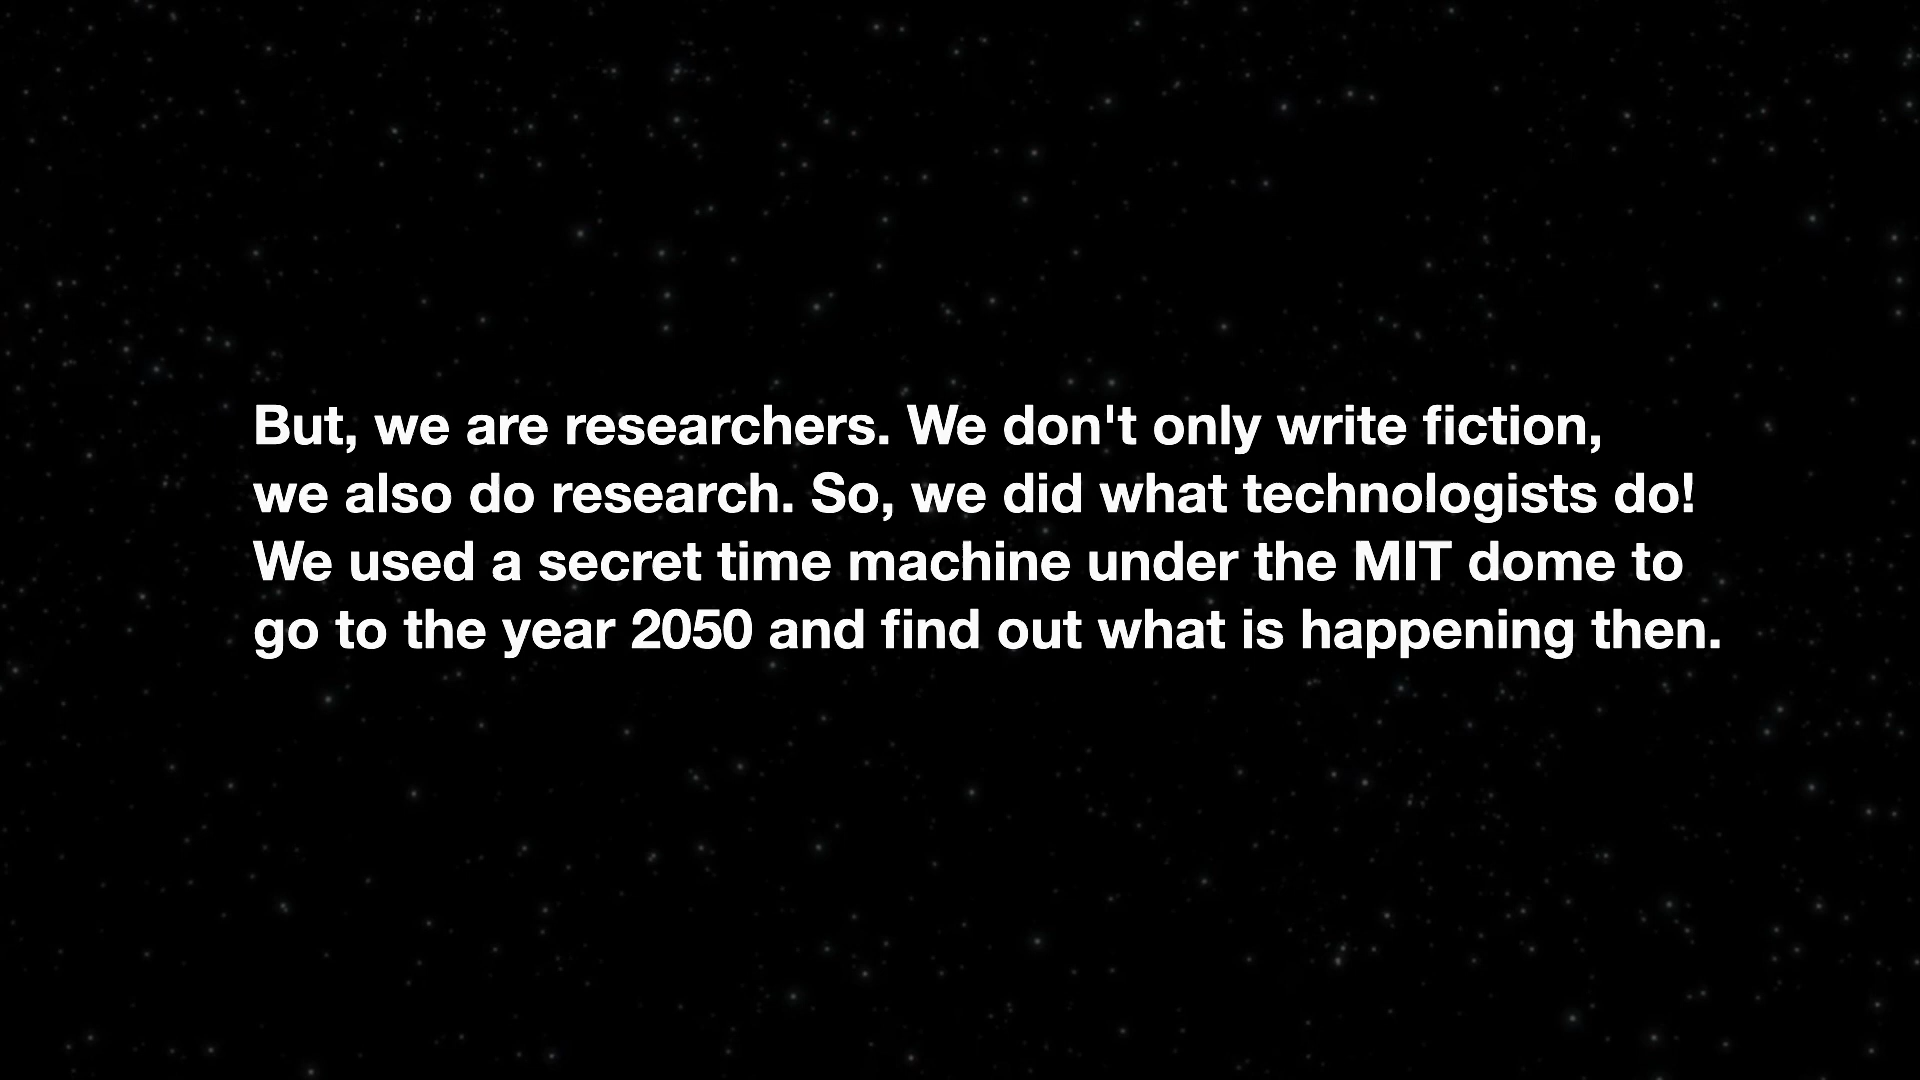 But, we are researchers. We don't only write fiction,
we also do research. So, we did what technologists do!
We used a secret time machine under the MIT dome to
go to the year 2050 and find out what is happening then.